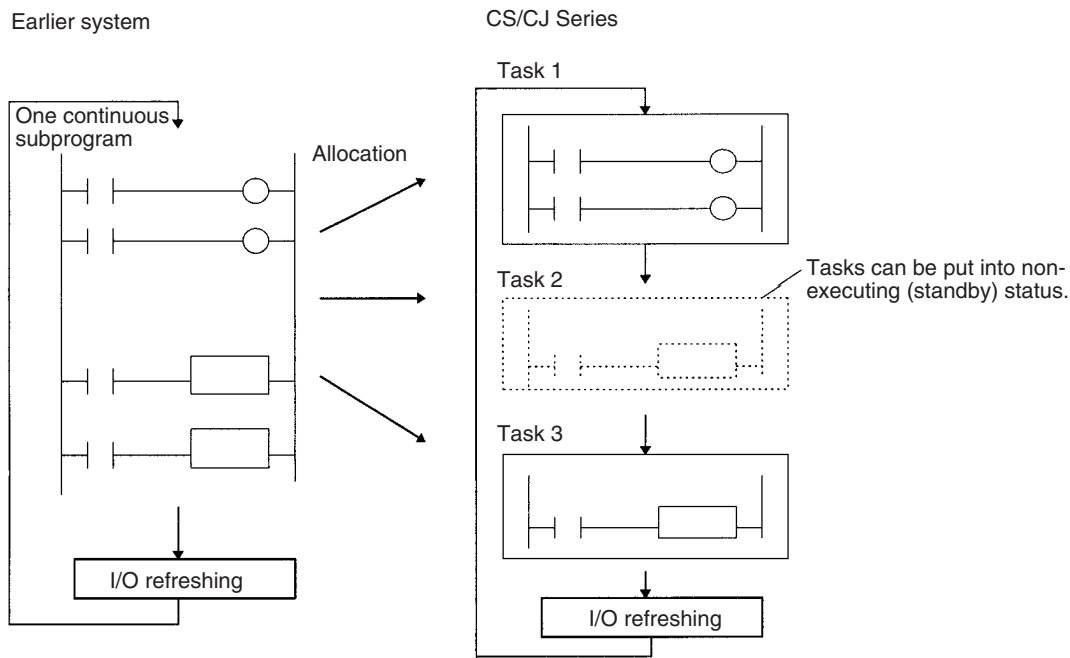 Earlier system
One continuous
subprogram
Allocation
I/O refreshing
CS/CJ Series
Task 1
Task 2
Tasks can be put into non-
executing (standby) status.
Task 3
I/O refreshing